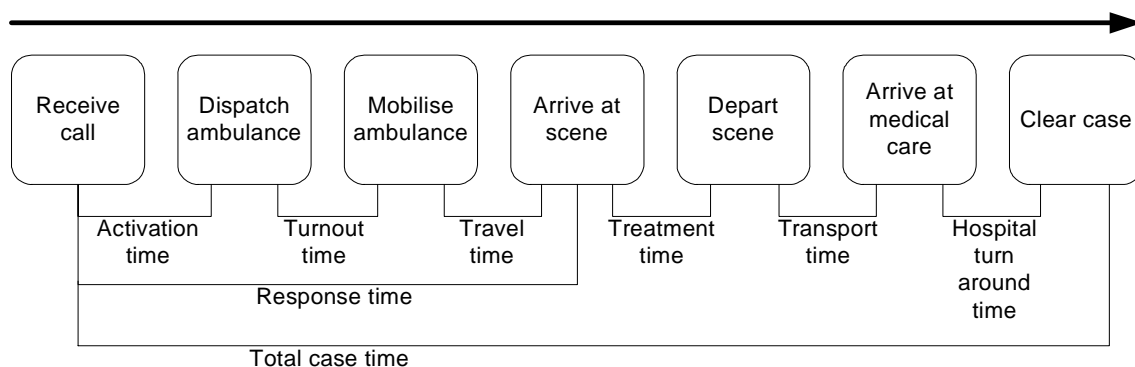 Receive
call
Dispatch
ambulance
Mobilise
ambulance
Arrive at
scene
Depart
scene
Arrive at
medical
care
Clear case
Activation
time
Turnout
time
Travel
time
Treatment
time
Transport
time
Hospital
turn
around
time
Response time
Total case time